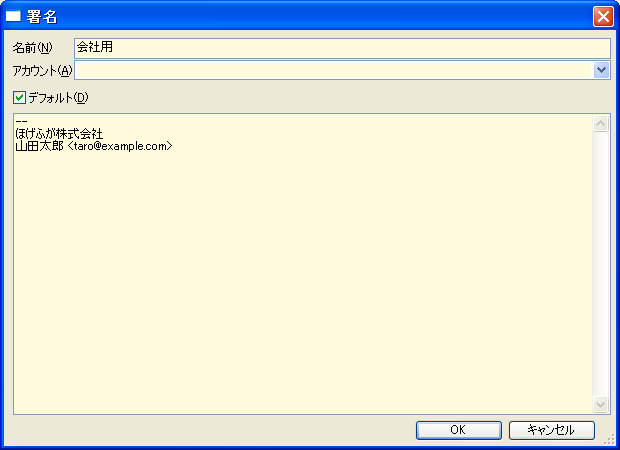 署名
名前(N) 会社用
アカウント(A)
デフォルト(D)
--
ほげふが株式会社
山田太郎 <taro@example.com>
OK キャンセル